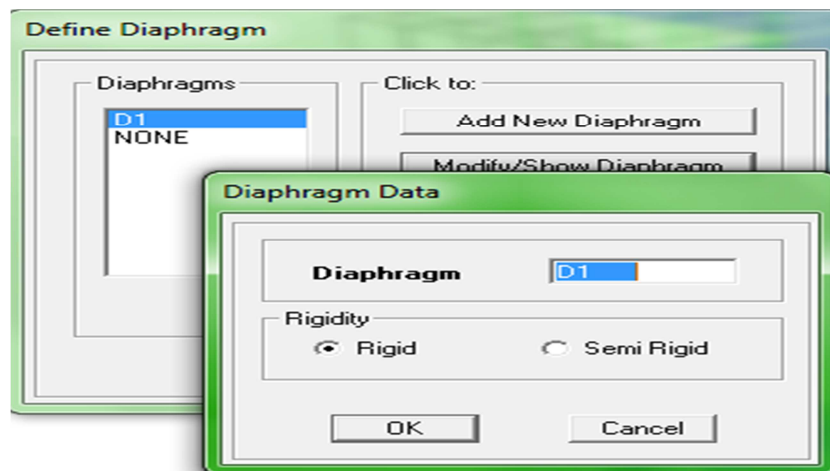 Define Diaphragm
Diaphragms
Click to:
D1
NONE
Add New Diaphragm
Modify/Show Diaphragm
Diaphragm Data
Diaphragm
D1
Rigidity
Rigid
Semi Rigid
OK
Cancel